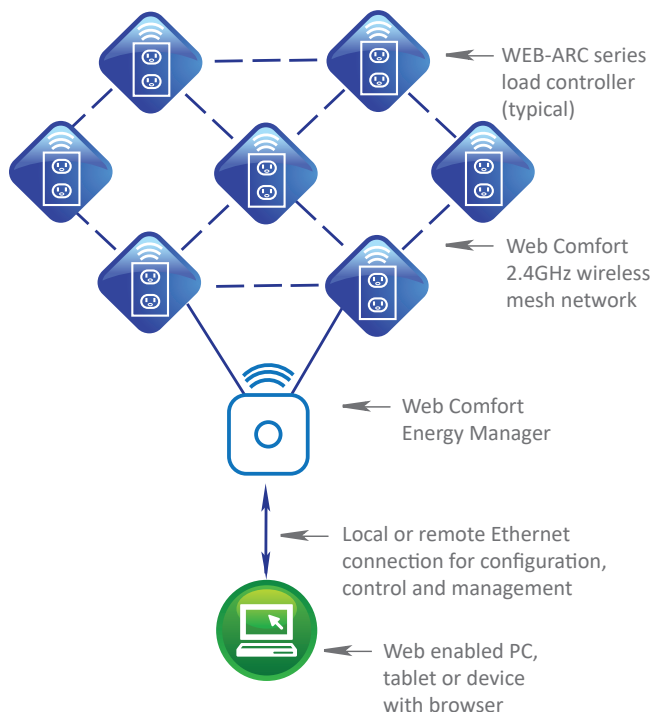 WEB-ARC series
load controller
(typical)
Web Comfort
2.4GHz wireless
mesh network
Web Comfort
Energy Manager
Local or remote Ethernet
connection for configuration,
control and management
Web enabled PC,
tablet or device
with browser